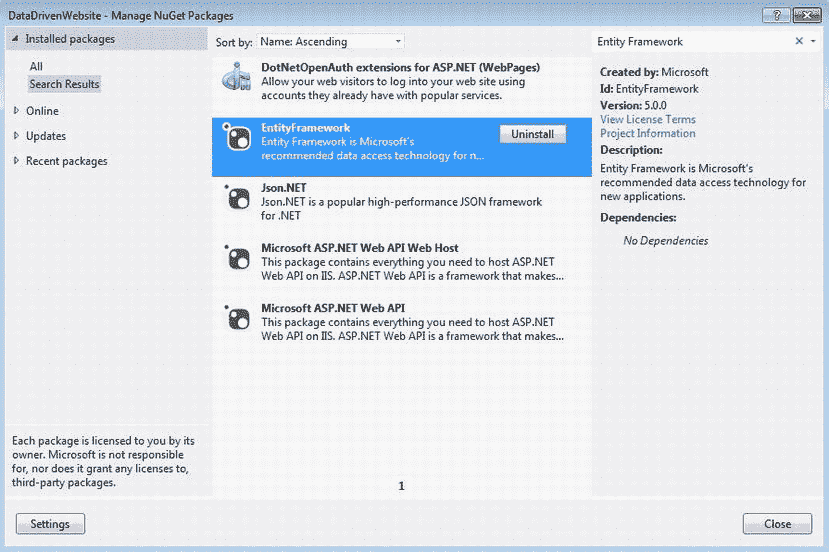 DataDrivenWebsite - Manage NuGet Packages
?
Installed packages
All
Search Results
Online
Updates
Recent packages
Each package is licensed to you by its
owner. Microsoft is not responsible
for, nor does it grant any licenses to,
third-party packages.
Settings
Sort by: Name: Ascending
DotNetOpenAuth extensions for ASP.NET (WebPages)
Allow your web visitors to log into your web site using
accounts they already have with popular services.
EntityFramework
Entity Framework is Microsoft's
recommended data access technology for n...
Uninstall
Json.NET
Json.NET is a popular high-performance JSON framework
for .NET
Microsoft ASP.NET Web API Web Host
This package contains everything you need to host ASP.NET
Web API on IIS. ASP.NET Web API is a framework that makes...
Microsoft ASP.NET Web API
This package contains everything you need to host ASP.NET
Web API on IIS. ASP.NET Web API is a framework that makes...
1
Entity Framework
Created by: Microsoft
Id: EntityFramework
Version: 5.0.0
View License Terms
Project Information
Description:
Entity Framework is Microsoft's
recommended data access technology for
new applications.
Dependencies:
No Dependencies
Close